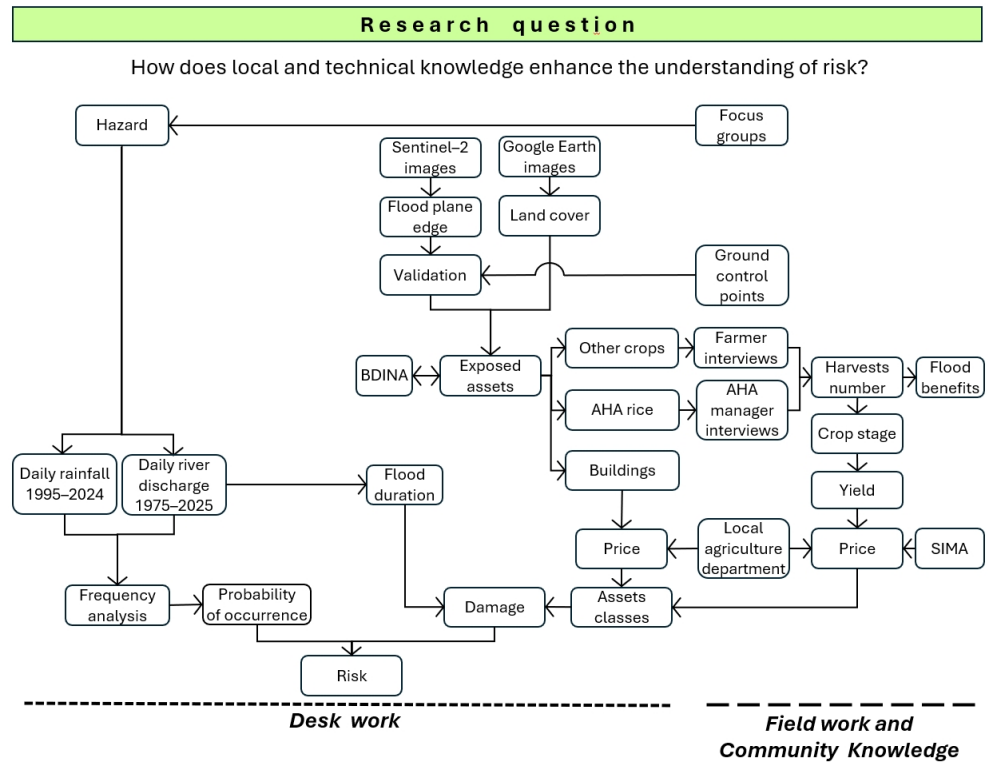 Research question
How does local and technical knowledge enhance the understanding of risk?
Hazard
Focus
groups
Sentinel–2
images
Google Earth
images
Flood plane
edge
Land cover
Validation
Ground
control
points
BDINA
Exposed
assets
Other crops
Farmer
interviews
Harvests
number
Flood
benefits
AHA rice
AHA
manager
interviews
Crop stage
Daily rainfall
1995–2024
Daily river
discharge
1975–2025
Flood
duration
Buildings
Yield
Price
Local
agriculture
department
Price
SIMA
Frequency
analysis
Probability
of occurrence
Damage
Assets
classes
Risk
Desk work
Field work and
Community Knowledge